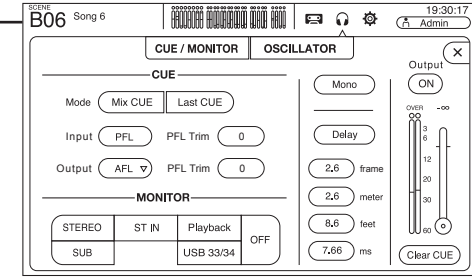 SCENE
B06 Song 6
19:30:17
Admin
CUE / MONITOR
OSCILLATOR
Output
ON
CUE
Mode
Mix CUE
Last CUE
Mono
Input
PFL
PFL Trim
0
Delay
Output
AFL
PFL Trim
0
2.6 frame
2.6 meter
8.6 feet
7.66 ms
OVER
-∞
3
6
12
20
30
60
MONITOR
STEREO
ST IN
Playback
OFF
SUB
USB 33/34
Clear CUE